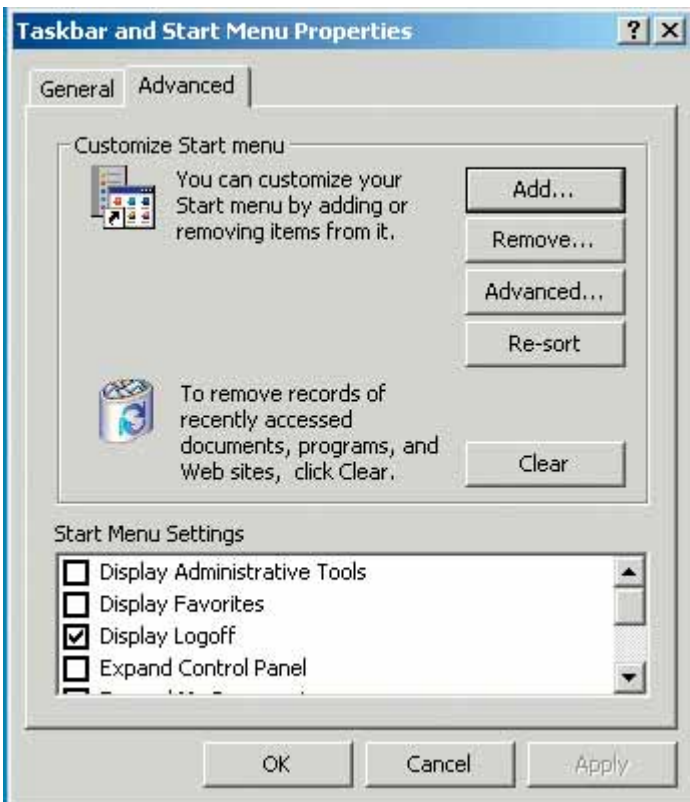 Taskbar and Start Menu Properties
General
Advanced
Customize Start menu
You can customize your
Start menu by adding or
removing items from it.
Add...
Remove...
Advanced...
Re-sort
To remove records of
recently accessed
documents, programs, and
Web sites, click Clear.
Clear
Start Menu Settings
Display Administrative Tools
Display Favorites
Display Logoff
Expand Control Panel
OK
Cancel
Apply